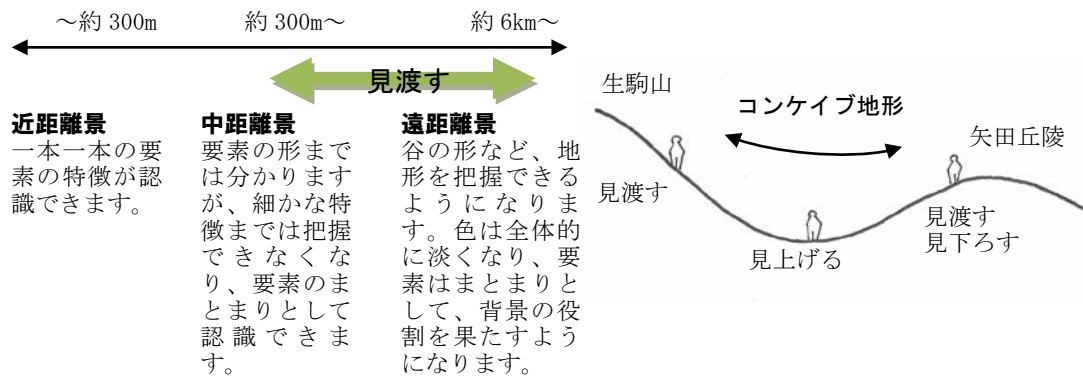 ～約 300m
約 300m～
約 6km～
見渡す
近距離景
一本一本の要
素の特徴が認
識できます。
中距離景
要素の形まで
は分かります
が、細かな特
徴までは把握
できなくな
り、要素のま
とまりとして
認識できま
す。
遠距離景
谷の形など、地
形を把握できる
ようになりま
す。色は全体的
に淡くなり、要
素はまとまりと
して、背景の役
割を果たすよう
になります。
生駒山
コンケイブ地形
矢田丘陵
見渡す
見上げる
見渡す
見下ろす